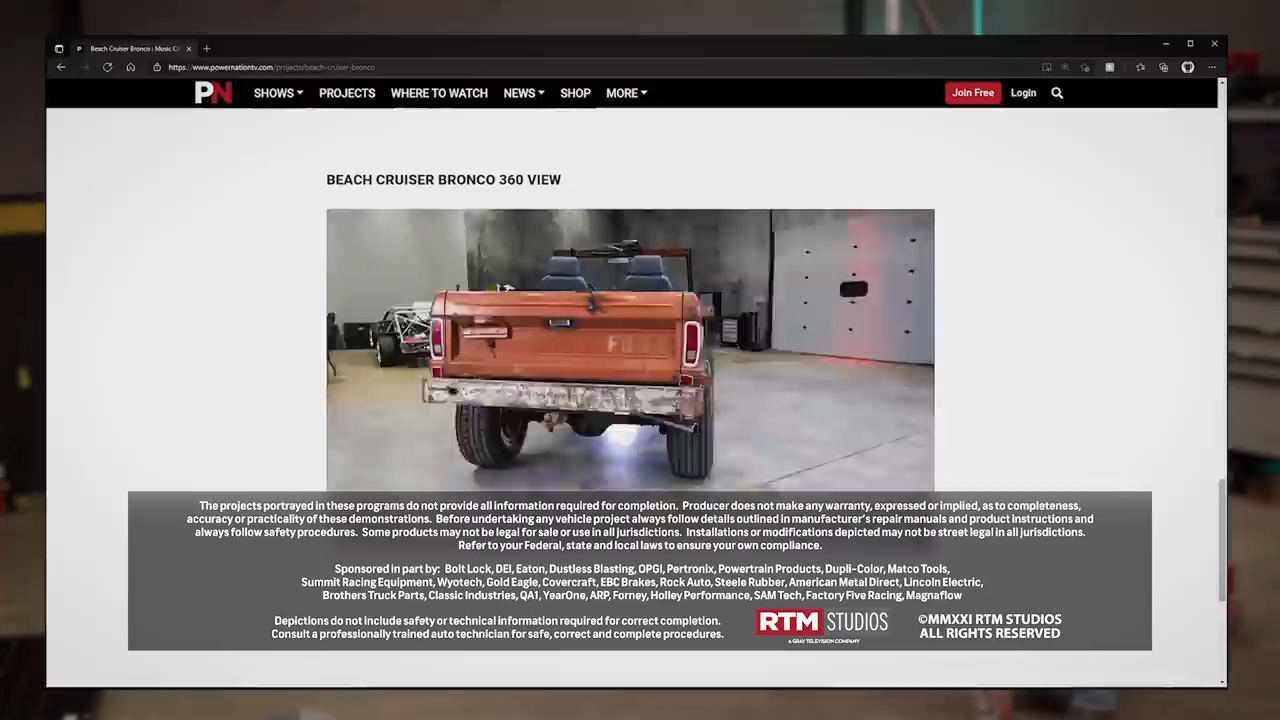 Beach Cruiser Bronco : Music Ci
https://www.powernationtv.com/projects/beach-cruiser-bronco
PN SHOWS PROJECTS WHERE TO WATCH NEWS SHOP MORE Join Free Login
BEACH CRUISER BRONCO 360 VIEW
The projects portrayed in these programs do not provide all information required for completion. Producer does not make any warranty, expressed or implied, as to completeness,
accuracy or practicality of these demonstrations. Before undertaking any vehicle project always follow details outlined in manufacturer's repair manuals and product instructions and
always follow safety procedures. Some products may not be legal for sale or use in all jurisdictions. Installations or modifications depicted may not be street legal in all jurisdictions.
Refer to your Federal, state and local laws to ensure your own compliance.
Sponsored in part by: Bolt Lock, DEI, Eaton, Dustless Blasting, OPGI, Pertronix, Powertrain Products, Dupli-Color, Matco Tools,
Summit Racing Equipment, Wyotech, Gold Eagle, Covercraft, EBC Brakes, Rock Auto, Steele Rubber, American Metal Direct, Lincoln Electric,
Brothers Truck Parts, Classic Industries, QA1, YearOne, ARP, Forney, Holley Performance, SAM Tech, Factory Five Racing, Magnaflow
Depictions do not include safety or technical information required for correct completion.
Consult a professionally trained auto technician for safe, correct and complete procedures.
RTM STUDIOS
A GRAY TELEVISION COMPANY
©MMXXI RTM STUDIOS
ALL RIGHTS RESERVED